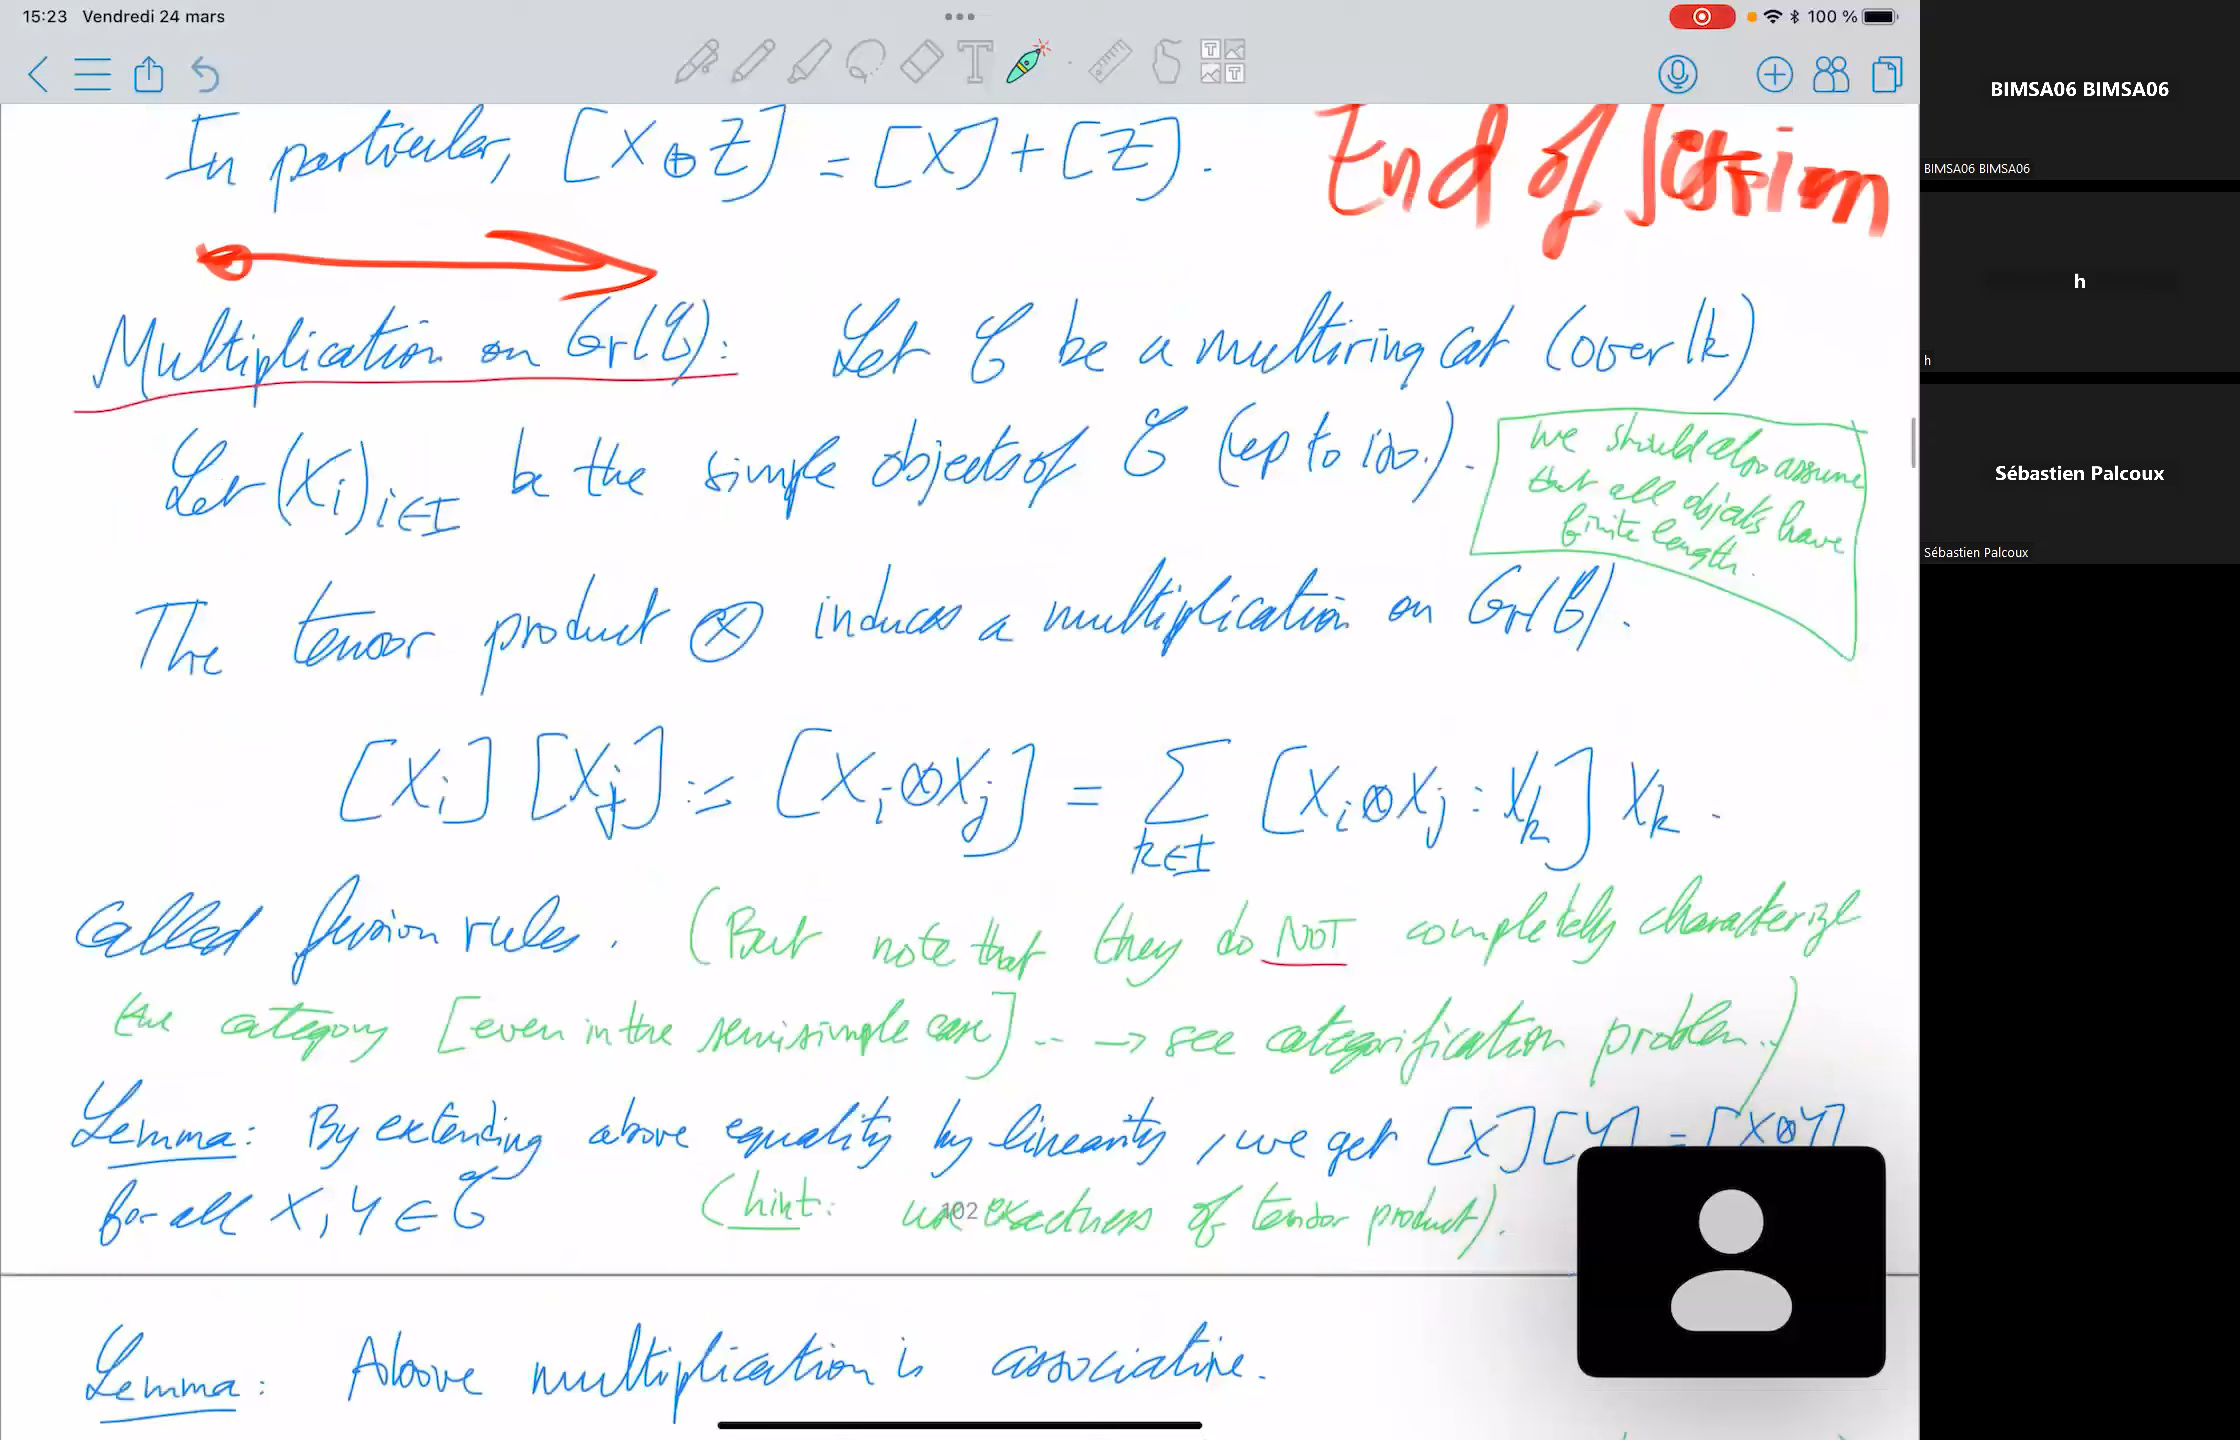 15:23 Vendredi 24 mars
100 %
In particular, [X ⊕ Z] = [X] + [Z].
End of Session
Multiplication on Gr(𝒞): Let 𝒞 be a multiring cat (over 𝕜)
Let (Xi)i∈I be the simple objects of 𝒞 (up to iso.).
we should also assume
that all objects have
finite length.
The tensor product ⊗ induces a multiplication on Gr(𝒞).
[Xi] [Xj] := [Xi ⊗ Xj] = ∑k∈I [Xi ⊗ Xj : Xk] Xk.
Called fusion rules. (But note that they do NOT completely characterize
the category [even in the semisimple case] .. → see categorification problem..)
Lemma: By extending above equality by linearity, we get [X][Y] = [X⊗Y]
for all X, Y ∈ 𝒞 (hint: use exactness of tensor product).
102
Lemma: Above multiplication is associative.
BIMSA06 BIMSA06
BIMSA06 BIMSA06
h
h
Sébastien Palcoux
Sébastien Palcoux